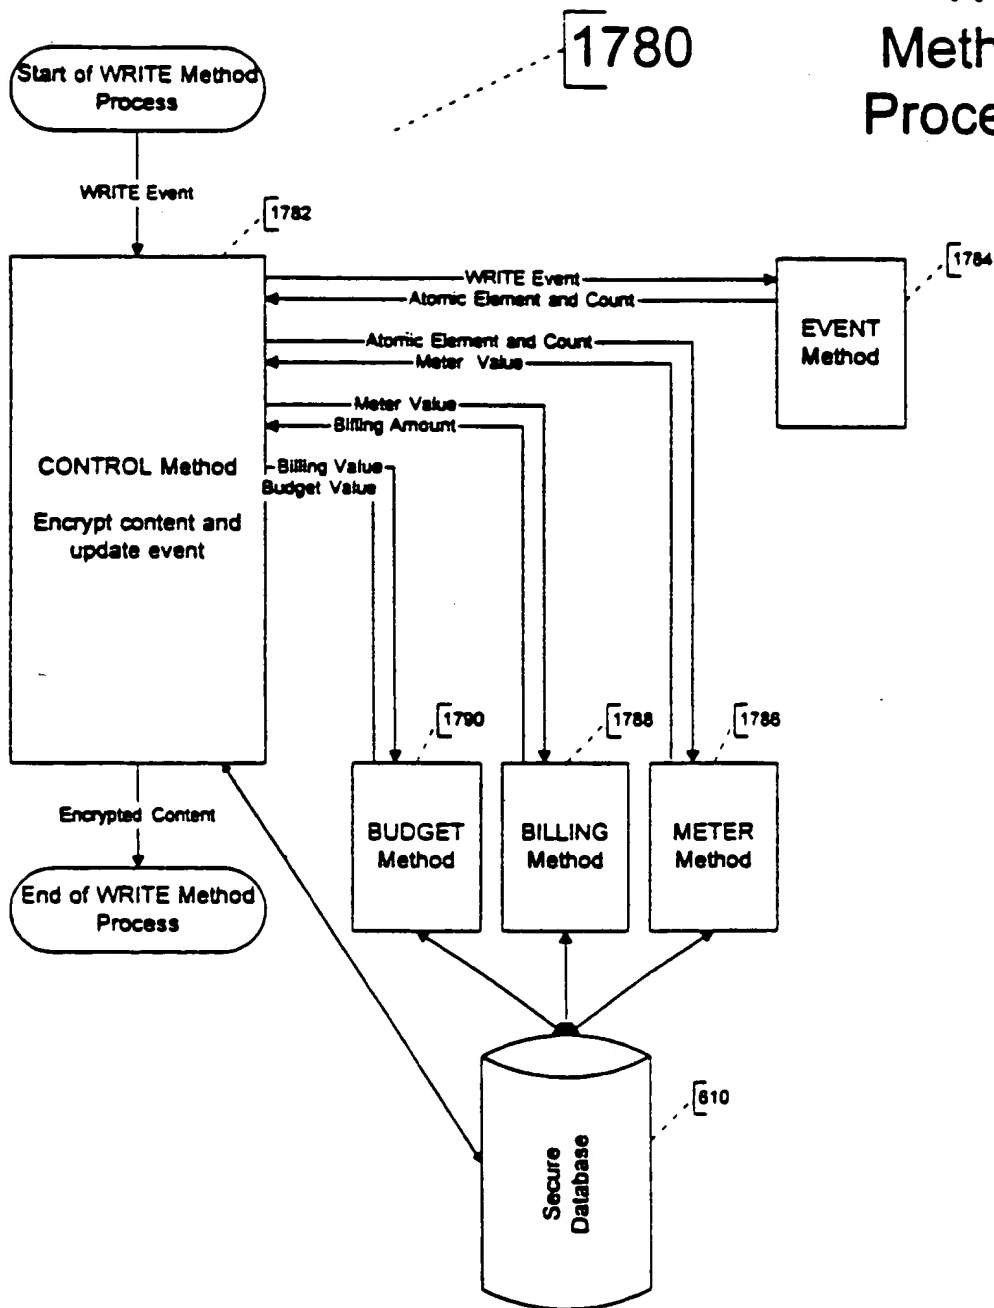 1780
Meth
Proce
Start of WRITE Method
Process
WRITE Event
1782
WRITE Event
1784
Atomic Element and Count
EVENT
Method
Atomic Element and Count
Meter Value
Meter Value
Billing Amount
CONTROL Method
Billing Value
Budget Value
Encrypt content and
update event
1790
1788
1786
Encrypted Content
BUDGET
Method
BILLING
Method
METER
Method
End of WRITE Method
Process
610
Secure
Database